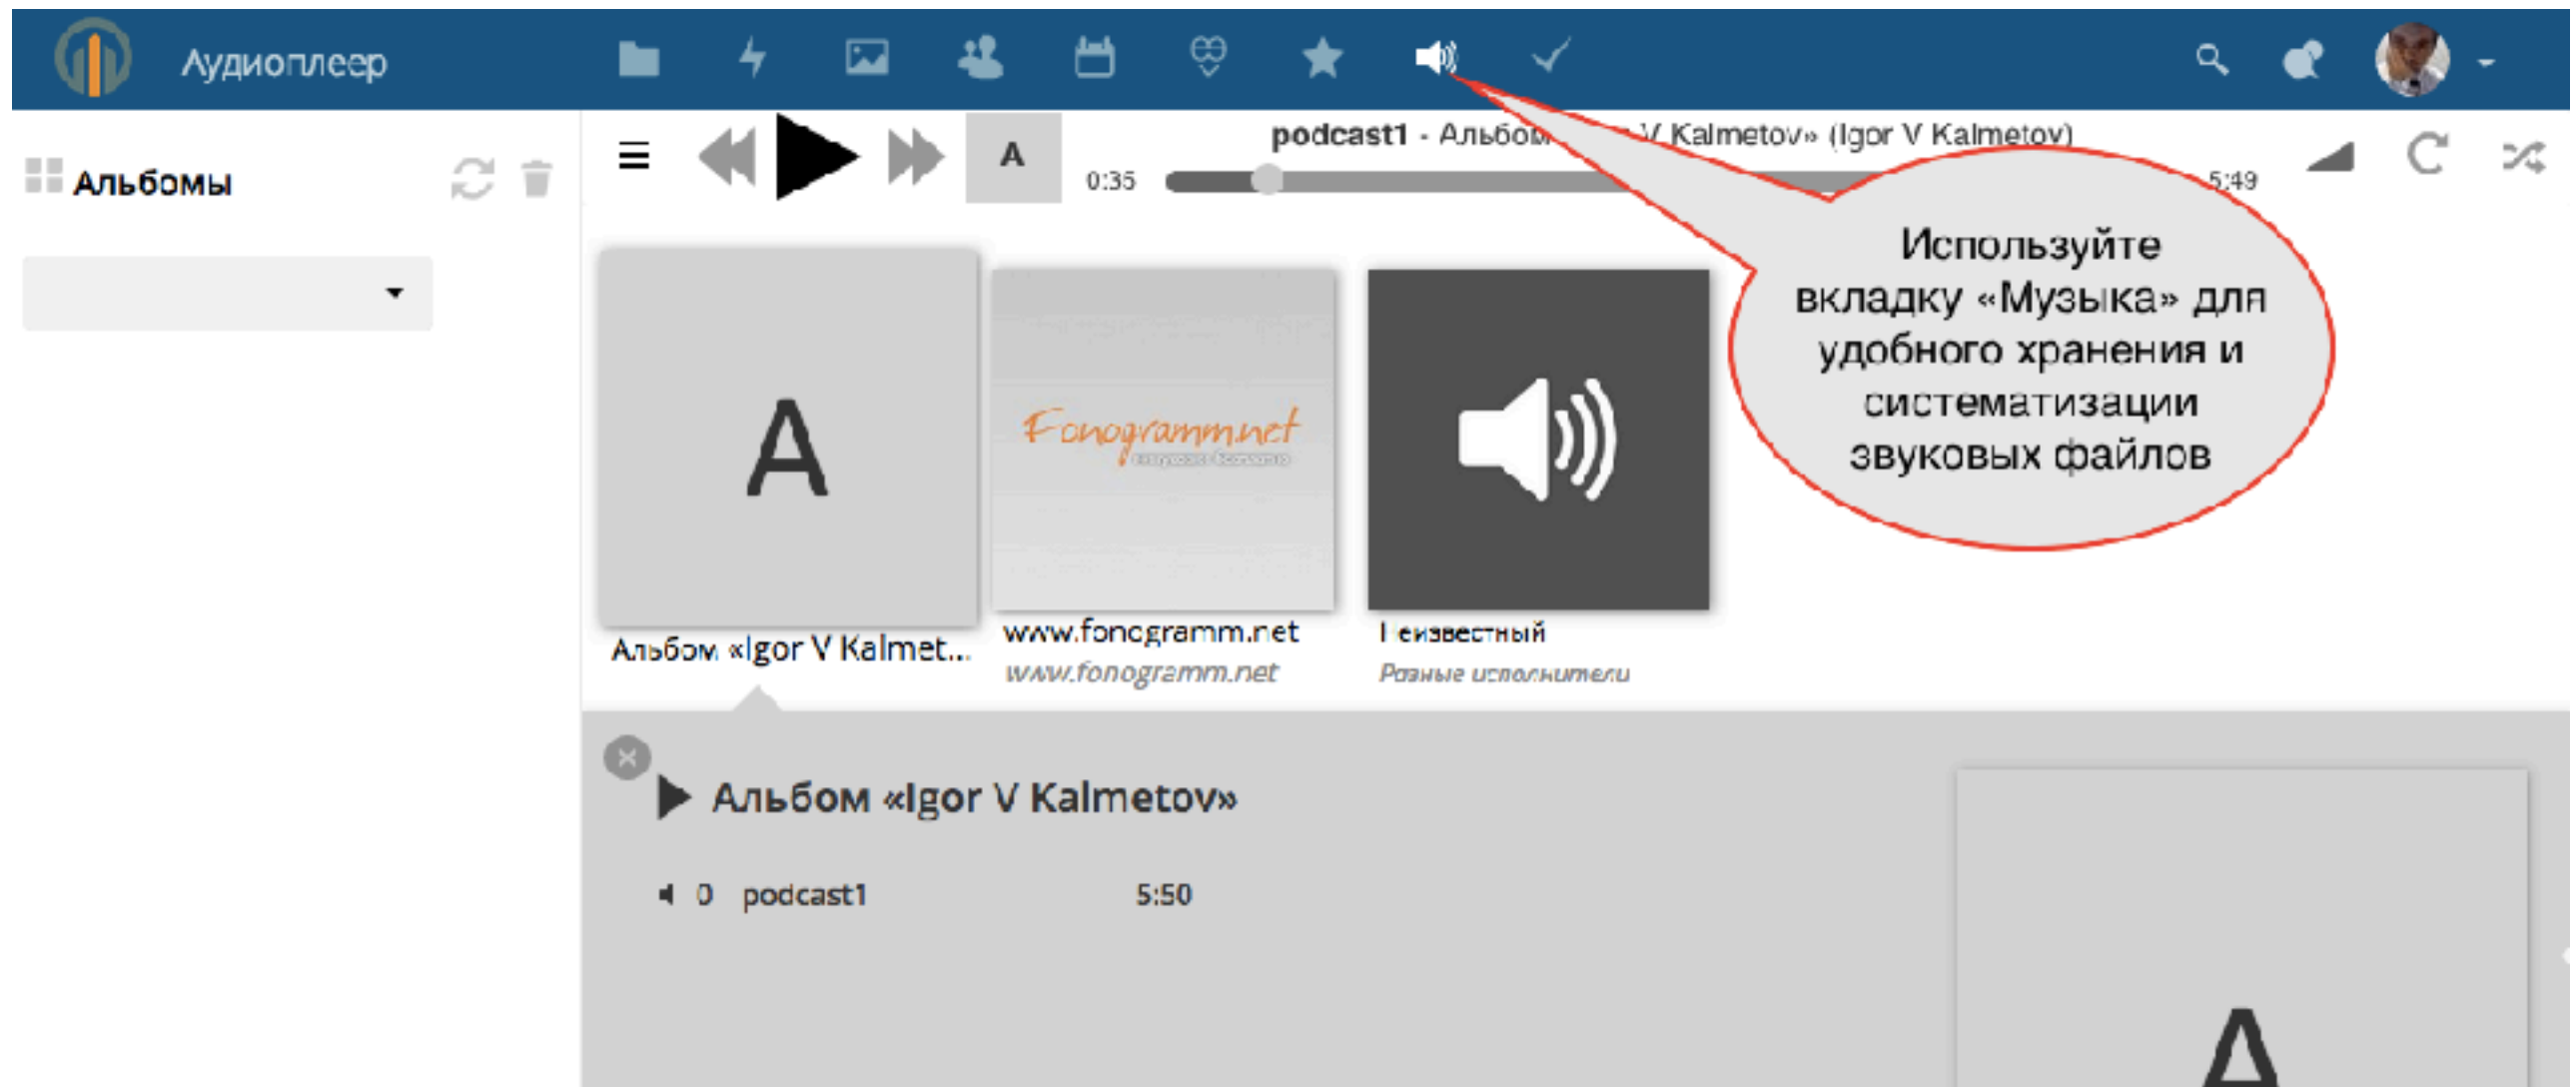 Аудиоплеер
Альбомы
A
podcast1 - Альбом V Kalmetov» (Igor V Kalmetov)
0:35
5:49
Используйте
вкладку «Музыка» для
удобного хранения и
систематизации
звуковых файлов
A
Fonogramm.net
Альбом «Igor V Kalmet...
www.fonogramm.net
www.fonogramm.net
Неизвестный
Разные исполнители
Альбом «Igor V Kalmetov»
0 podcast1 5:50
A